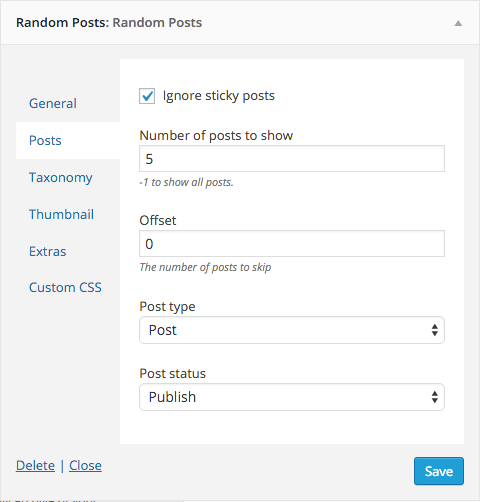 Random Posts: Random Posts
General
Posts
Taxonomy
Thumbnail
Extras
Custom CSS
Ignore sticky posts
Number of posts to show
5
-1 to show all posts.
Offset
0
The number of posts to skip
Post type
Post
Post status
Publish
Delete | Close
Save